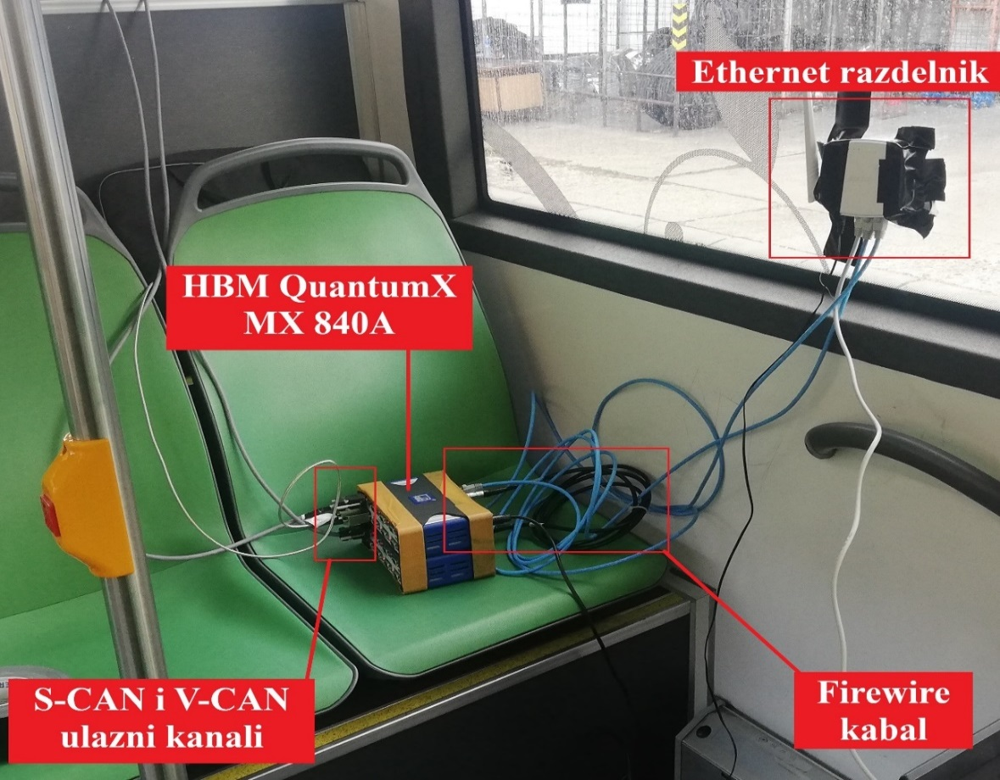 Ethernet razdelnik
HBM QuantumX
MX 840A
S-CAN i V-CAN
ulazni kanali
Firewire
kabal